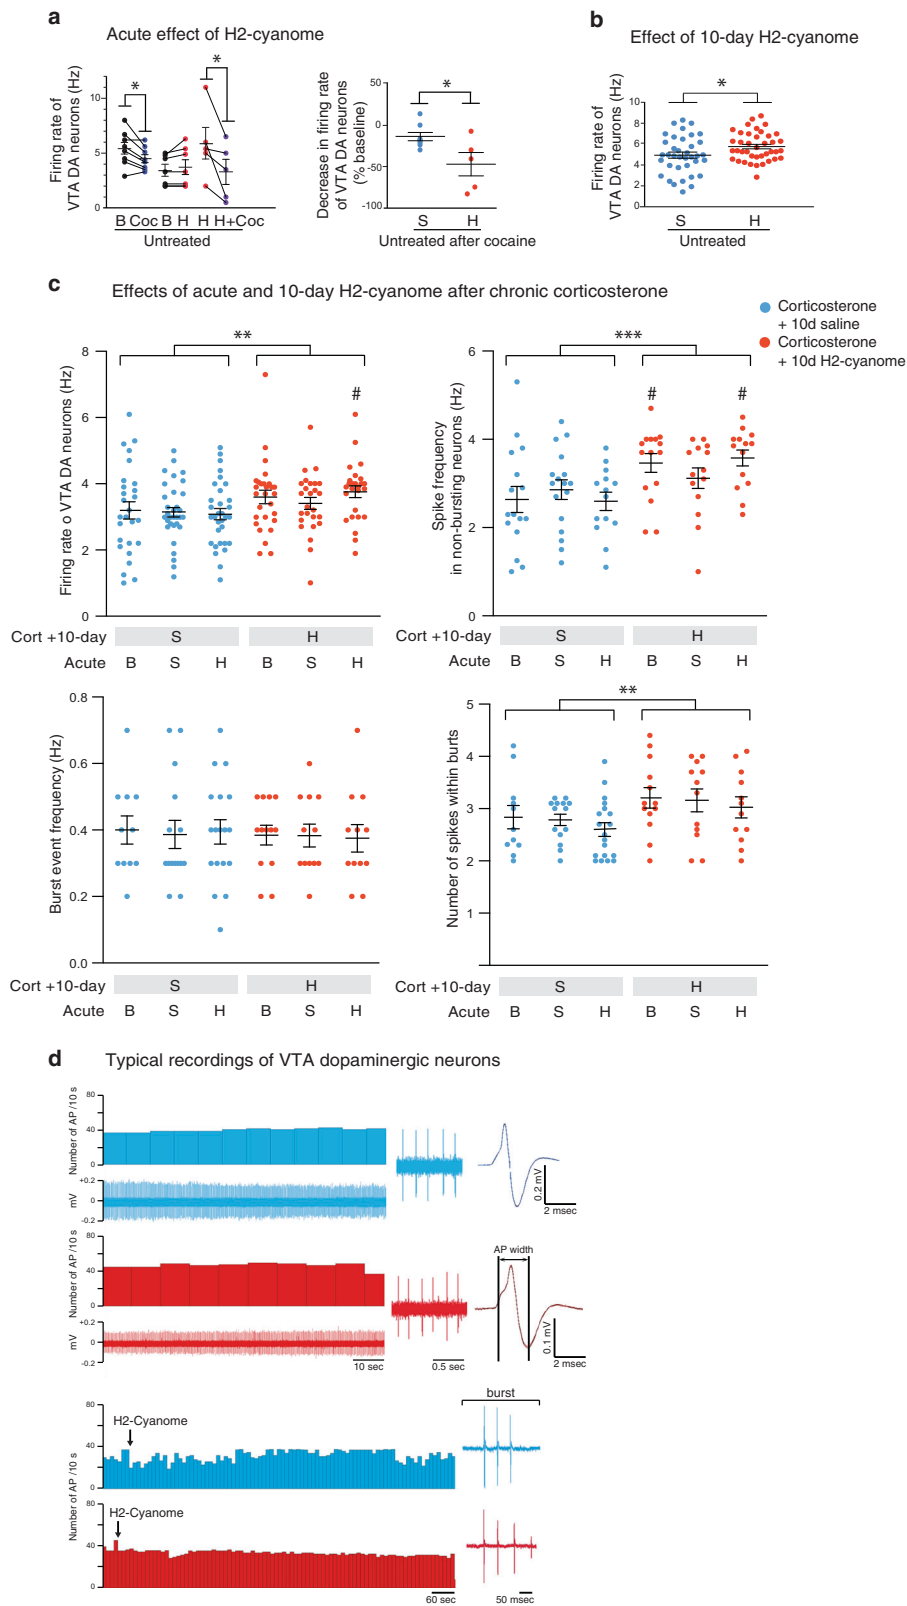 a
Acute effect of H2-cyanome
Firing rate of
VTA DA neurons (Hz)
10
5
0
*
*
B Coc B H H H+Coc
Untreated
Decrease in firing rate
of VTA DA neurons
(% baseline)
50
0
-50
-100
*
S H
Untreated after cocaine
b
Effect of 10-day H2-cyanome
Firing rate of
VTA DA neurons (Hz)
10
8
6
4
2
0
*
S H
Untreated
c
Effects of acute and 10-day H2-cyanome after chronic corticosterone
Corticosterone
+ 10d saline
Corticosterone
+ 10d H2-cyanome
Firing rate o VTA DA neurons (Hz)
8
6
4
2
0
**
#
Cort +10-day S H
Acute B S H B S H
Spike frequency
in non-bursting neurons (Hz)
6
4
2
0
***
# #
Cort +10-day S H
Acute B S H B S H
Burst event frequency (Hz)
0.8
0.6
0.4
0.2
0.0
Cort +10-day S H
Acute B S H B S H
Number of spikes within burts
5
4
3
2
1
**
Cort +10-day S H
Acute B S H B S H
d
Typical recordings of VTA dopaminergic neurons
Number of AP /10 s
80
40
0
mV
+0.2
0
-0.2
0.2 mV
2 msec
Number of AP /10 s
80
40
0
mV
+0.2
0
-0.2
10 sec
0.5 sec
AP width
0.1 mV
2 msec
Number of AP /10 s
80
40
0
H2-Cyanome
burst
80
40
0
H2-Cyanome
60 sec
50 msec